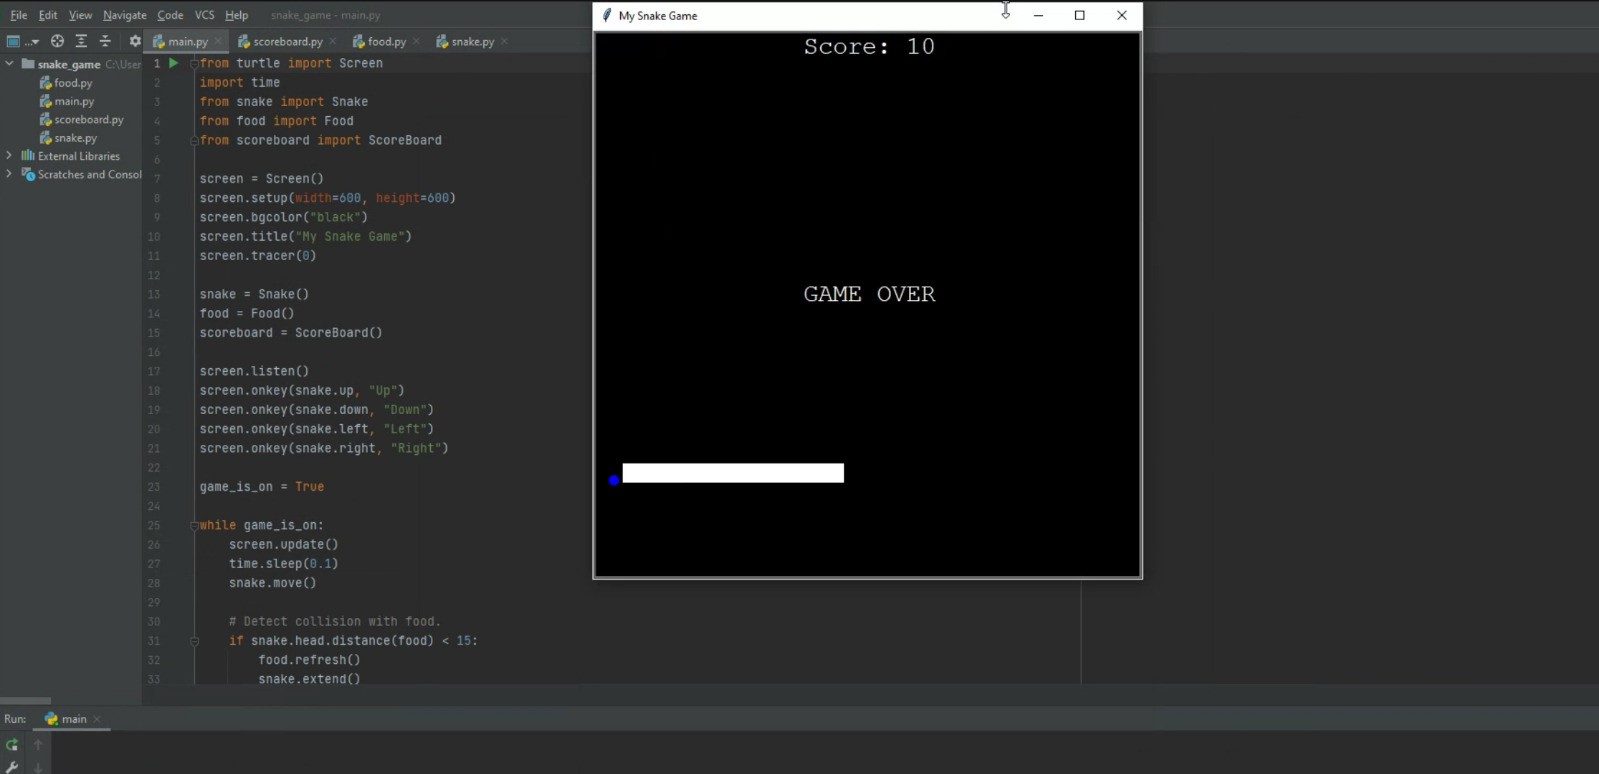 File Edit View Navigate Code VCS Help snake_game - main.py
My Snake Game
...
main.py scoreboard.py food.py snake.py
Score: 10
snake_game C:\User
food.py
main.py
scoreboard.py
snake.py
External Libraries
Scratches and Consol
1 from turtle import Screen
2 import time
3 from snake import Snake
4 from food import Food
5 from scoreboard import ScoreBoard
6
7 screen = Screen()
8 screen.setup(width=600, height=600)
9 screen.bgcolor("black")
10 screen.title("My Snake Game")
11 screen.tracer(0)
12
13 snake = Snake()
14 food = Food()
15 scoreboard = ScoreBoard()
16
17 screen.listen()
18 screen.onkey(snake.up, "Up")
19 screen.onkey(snake.down, "Down")
20 screen.onkey(snake.left, "Left")
21 screen.onkey(snake.right, "Right")
22
23 game_is_on = True
24
25 while game_is_on:
26 screen.update()
27 time.sleep(0.1)
28 snake.move()
29
30 # Detect collision with food.
31 if snake.head.distance(food) < 15:
32 food.refresh()
33 snake.extend()
GAME OVER
Run: main